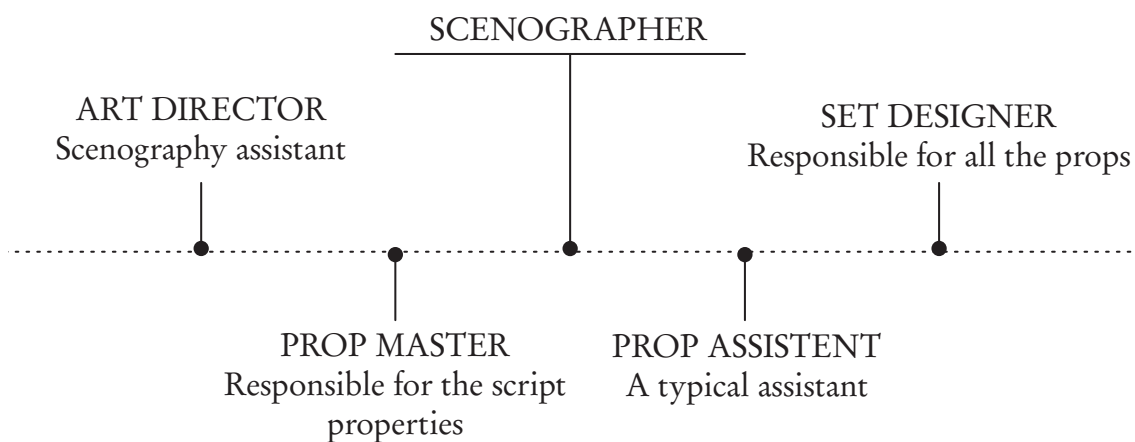 SCENOGRAPHER
ART DIRECTOR
Scenography assistant
SET DESIGNER
Responsible for all the props
PROP MASTER
Responsible for the script
properties
PROP ASSISTENT
A typical assistant